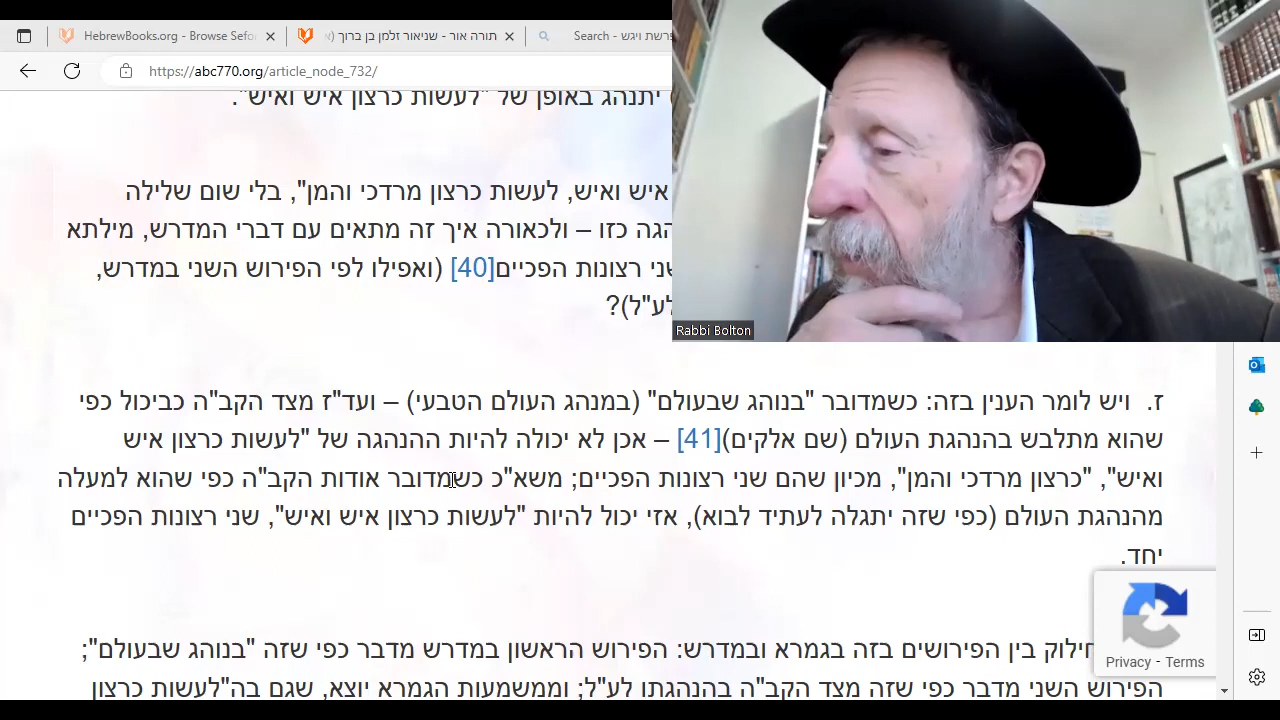 HebrewBooks.org - Browse Sefor
תורה אור - שניאור זלמן בן ברוך (א
Search - פרשת ויגש
https://abc770.org/article_node_732/
יתנהג באופן של "לעשות כרצון איש ואיש".
איש ואיש, לעשות כרצון מרדכי והמן", בלי שום שלילה
כזו – ולכאורה איך זה מתאים עם דברי המדרש, מילתא
רצונות הפכיים[40] (ואפילו לפי הפירוש השני במדרש,
לע"ל)?
Rabbi Bolton
ז. ויש לומר הענין בזה: כשמדובר "בנוהג שבעולם" (במנהג העולם הטבעי) – ועד"ז מצד הקב"ה כביכול כפי
שהוא מתלבש בהנהגת העולם (שם אלקים)[41] – אכן לא יכולה להיות ההנהגה של "לעשות כרצון איש
ואיש", "כרצון מרדכי והמן", מכיון שהם שני רצונות הפכיים; משא"כ כשמדובר אודות הקב"ה כפי שהוא למעלה
מהנהגת העולם (כפי שזה יתגלה לעתיד לבוא), אזי יכול להיות "לעשות כרצון איש ואיש", שני רצונות הפכיים
יחד.
חילוק בין הפירושים בזה בגמרא ובמדרש: הפירוש הראשון במדרש מדבר כפי שזה "בנוהג שבעולם";
הפירוש השני מדבר כפי שזה מצד הקב"ה בהנהגתו לע"ל; וממשמעות הגמרא יוצא, שגם בה"לעשות כרצון
Privacy - Terms